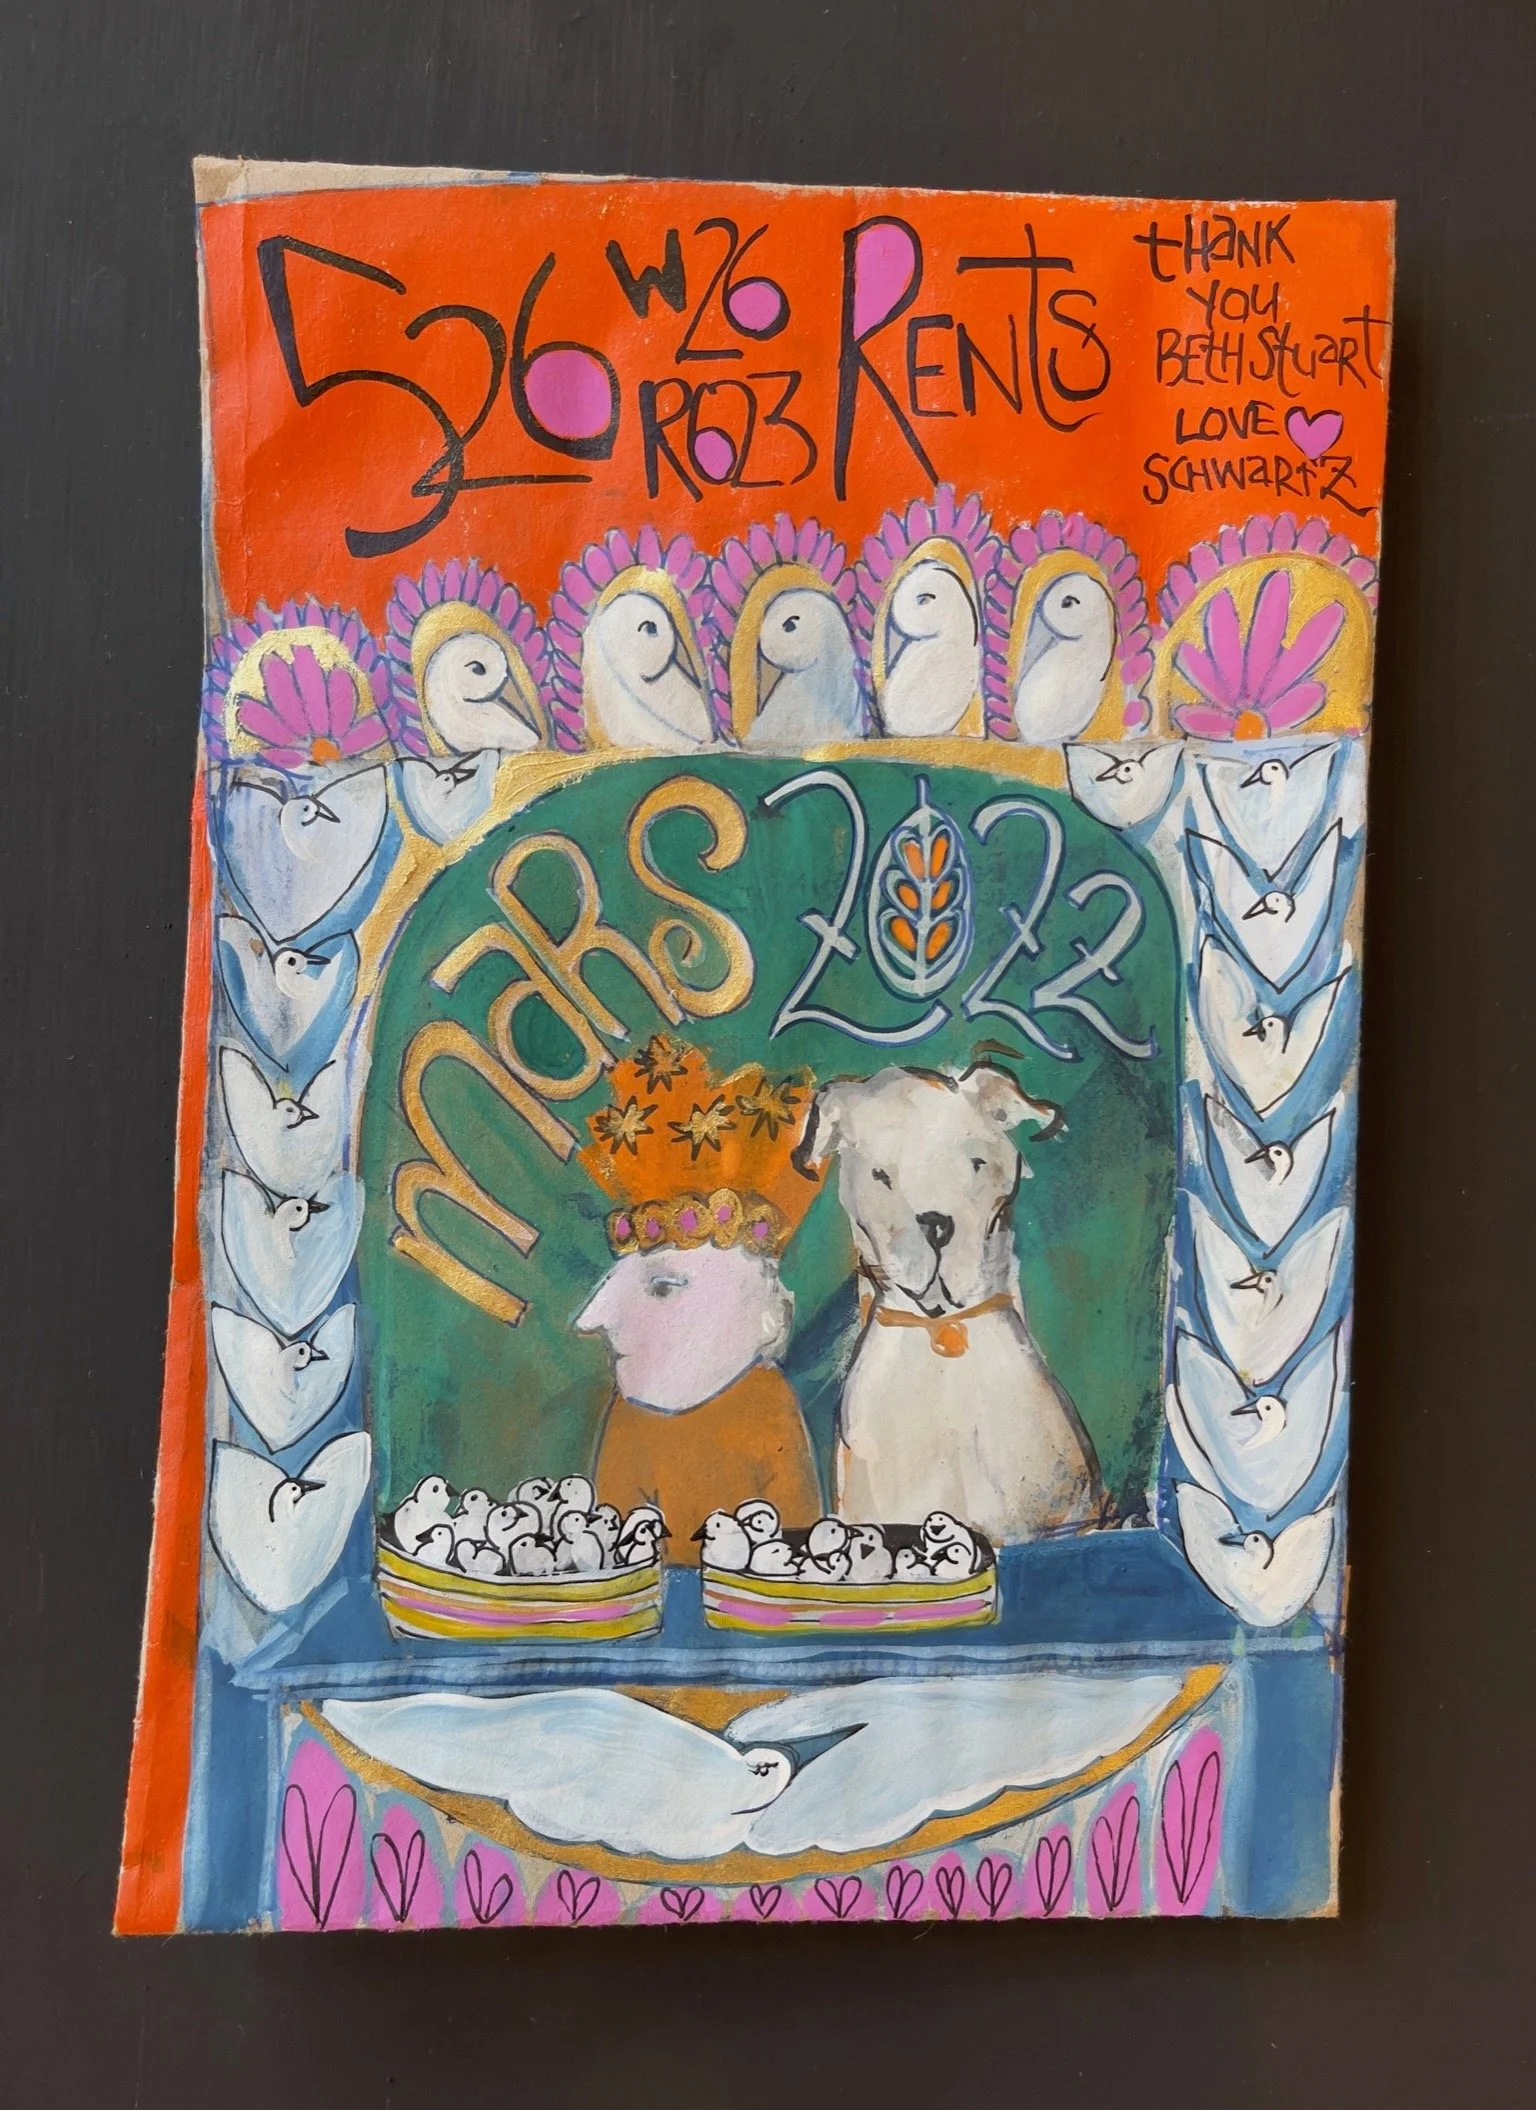 526 W26 RO23 RENTS
THANK
YOU
BETH STUART
LOVE
SCHWARTZ
MARS 2022